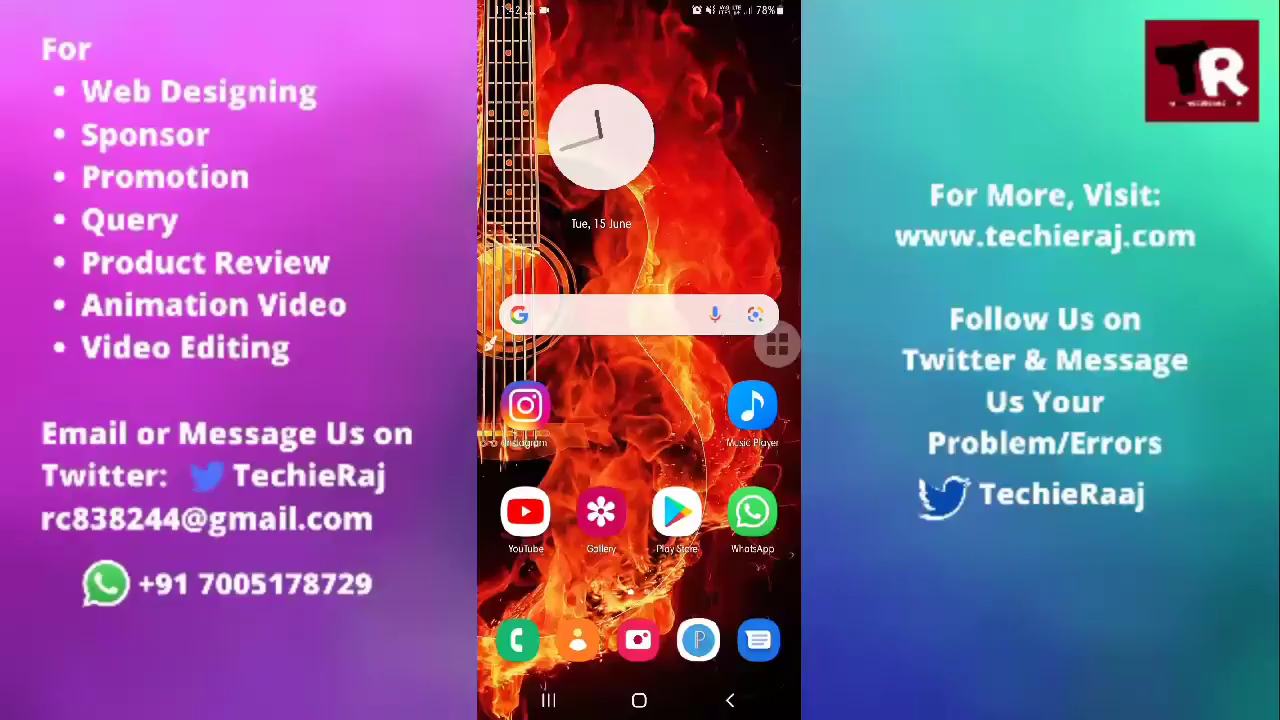 For
• Web Designing
• Sponsor
• Promotion
• Query
• Product Review
• Animation Video
• Video Editing
Email or Message Us on
Twitter: TechieRaj
rc838244@gmail.com
+91 7005178729
11:42
78%
Tue, 15 June
Instagram
Music Player
YouTube
Gallery
Play Store
WhatsApp
TR
For More, Visit:
www.techieraj.com
Follow Us on
Twitter & Message
Us Your
Problem/Errors
TechieRaaj